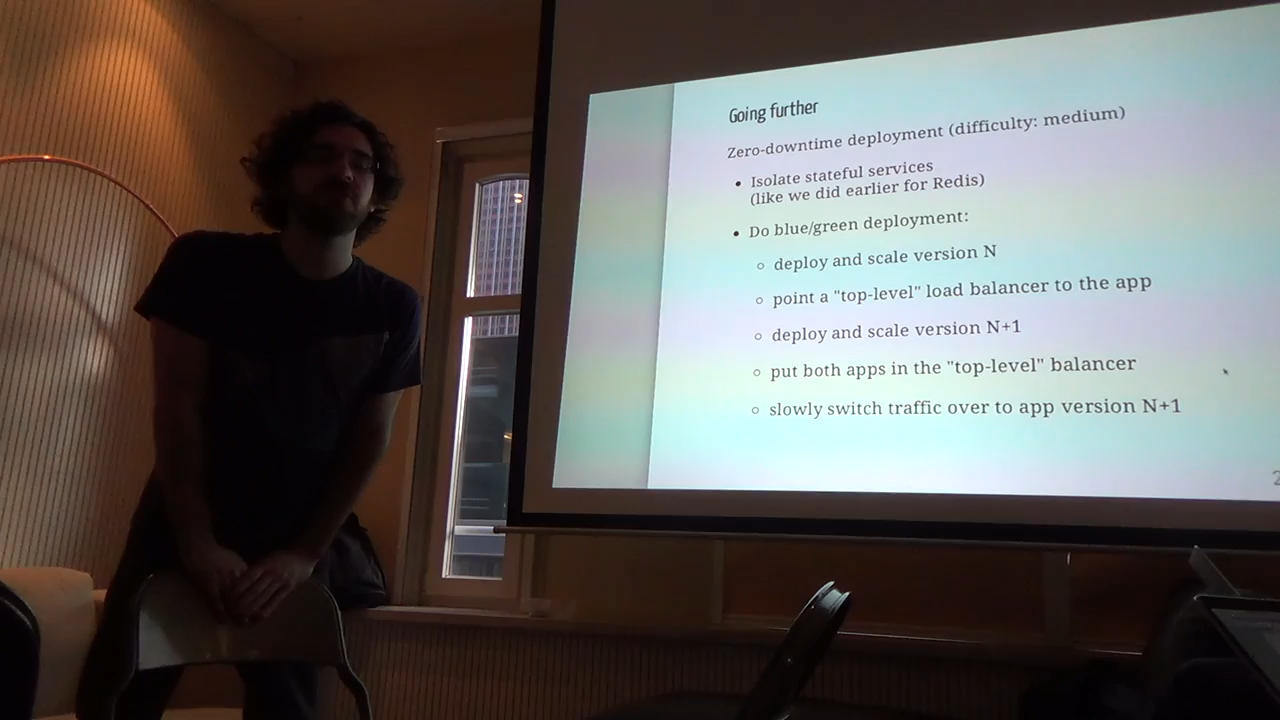 Going further
Zero-downtime deployment (difficulty: medium)
• Isolate stateful services
(like we did earlier for Redis)
• Do blue/green deployment:
○ deploy and scale version N
○ point a "top-level" load balancer to the app
○ deploy and scale version N+1
○ put both apps in the "top-level" balancer
○ slowly switch traffic over to app version N+1